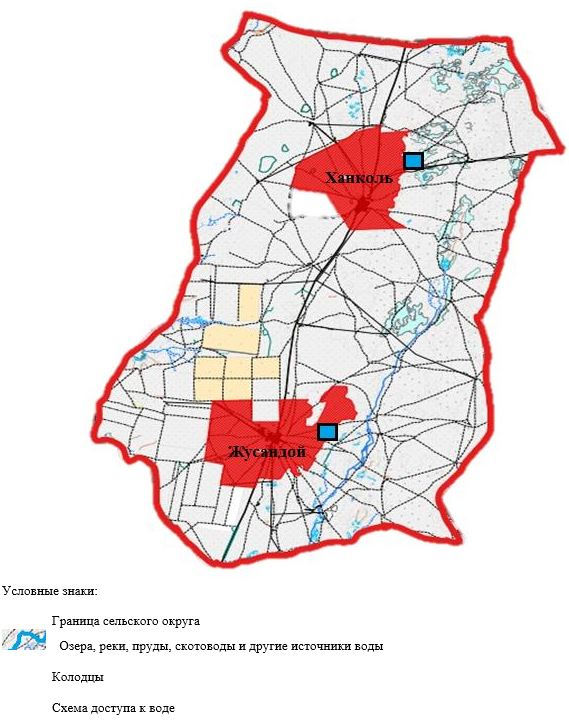 Ханколь
Жусандой
Условные знаки:
Граница сельского округа
Озера, реки, пруды, скотоводы и другие источники воды
Колодцы
Схема доступа к воде